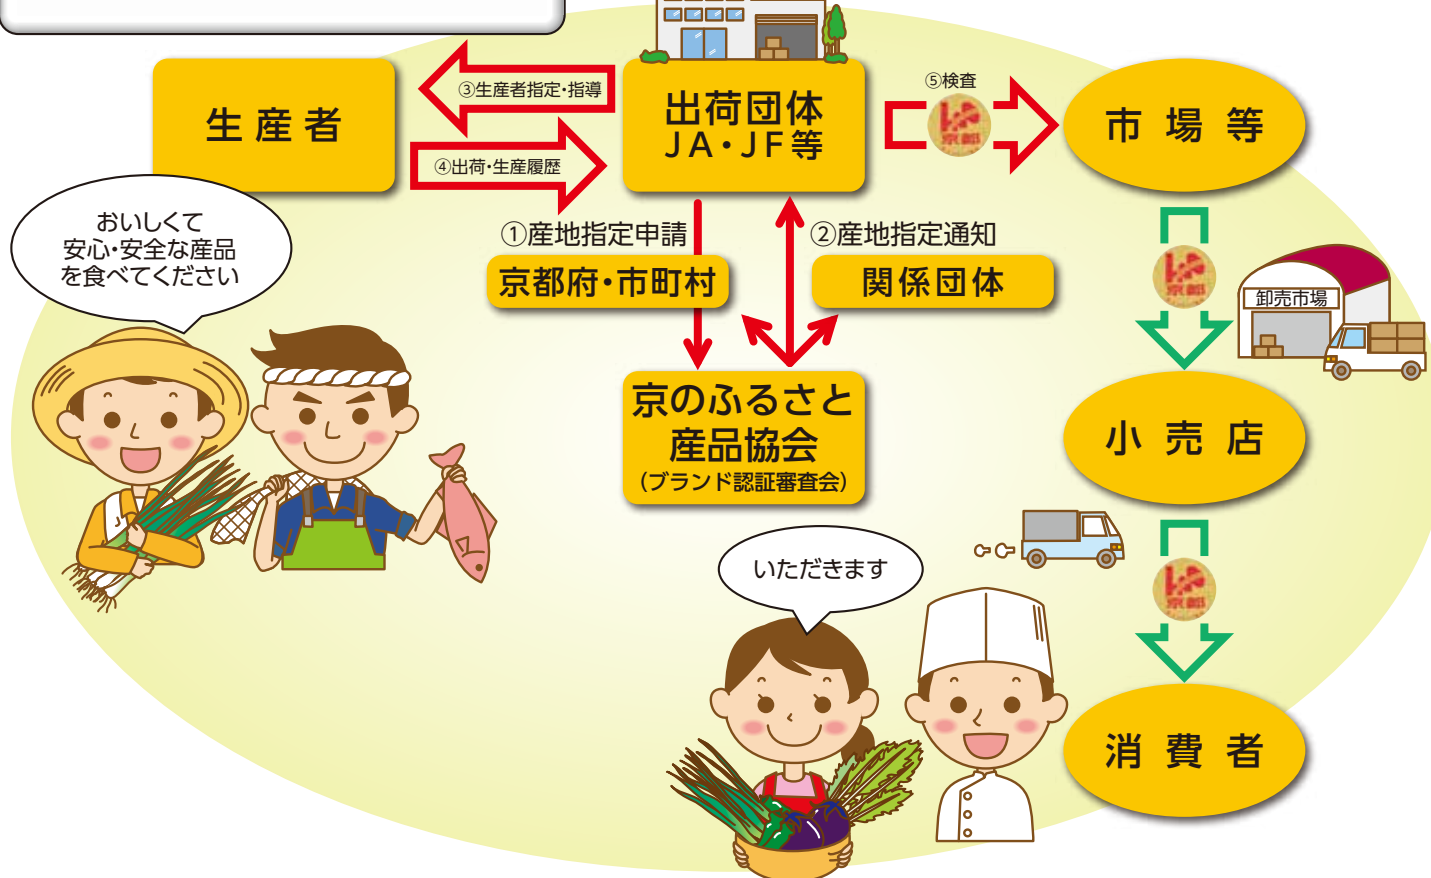 生産者
③生産者指定・指導
④出荷・生産履歴
出荷団体
JA・JF等
⑤検査
市場等
おいしくて
安心・安全な産品
を食べてください
①産地指定申請
②産地指定通知
京都府・市町村
関係団体
卸売市場
京のふるさと
産品協会
(ブランド認証審査会)
小売店
いただきます
消費者